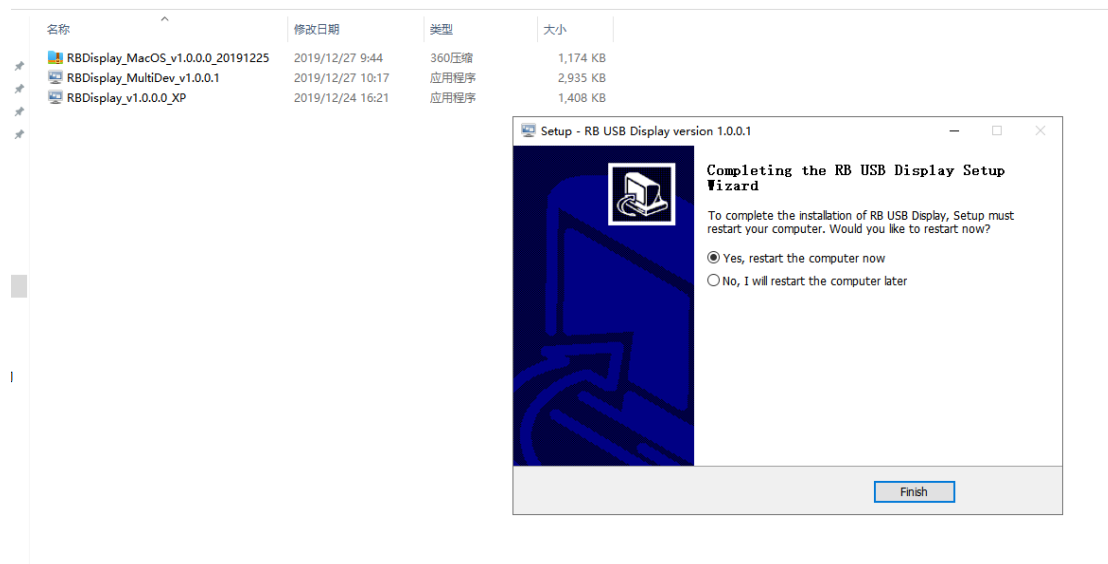 名称 修改日期 类型 大小
RBDisplay_MacOS_v1.0.0.0_20191225 2019/12/27 9:44 360压缩 1,174 KB
RBDisplay_MultiDev_v1.0.0.1 2019/12/27 10:17 应用程序 2,935 KB
RBDisplay_v1.0.0.0_XP 2019/12/24 16:21 应用程序 1,408 KB
Setup - RB USB Display version 1.0.0.1
Completing the RB USB Display Setup
Wizard
To complete the installation of RB USB Display, Setup must
restart your computer. Would you like to restart now?
Yes, restart the computer now
No, I will restart the computer later
Finish